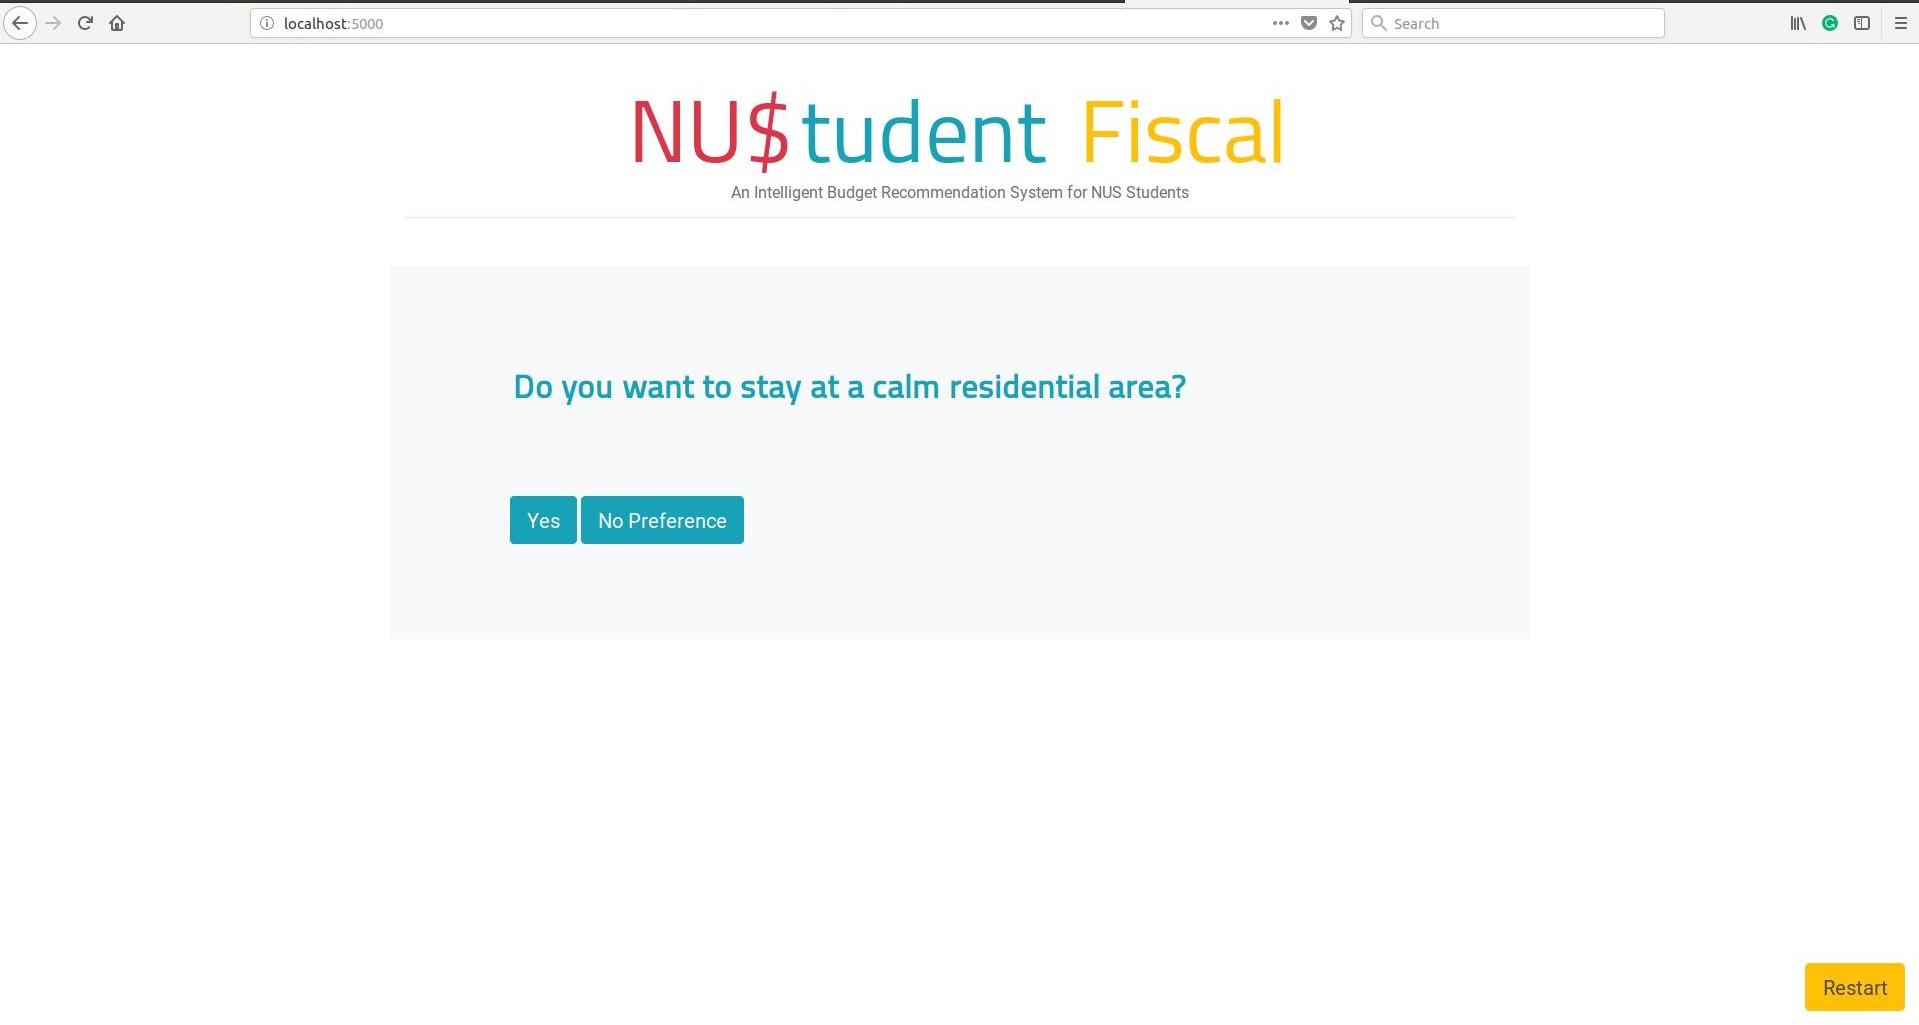 localhost:5000
Search
NU$tudent Fiscal
An Intelligent Budget Recommendation System for NUS Students
Do you want to stay at a calm residential area?
Yes No Preference
Restart